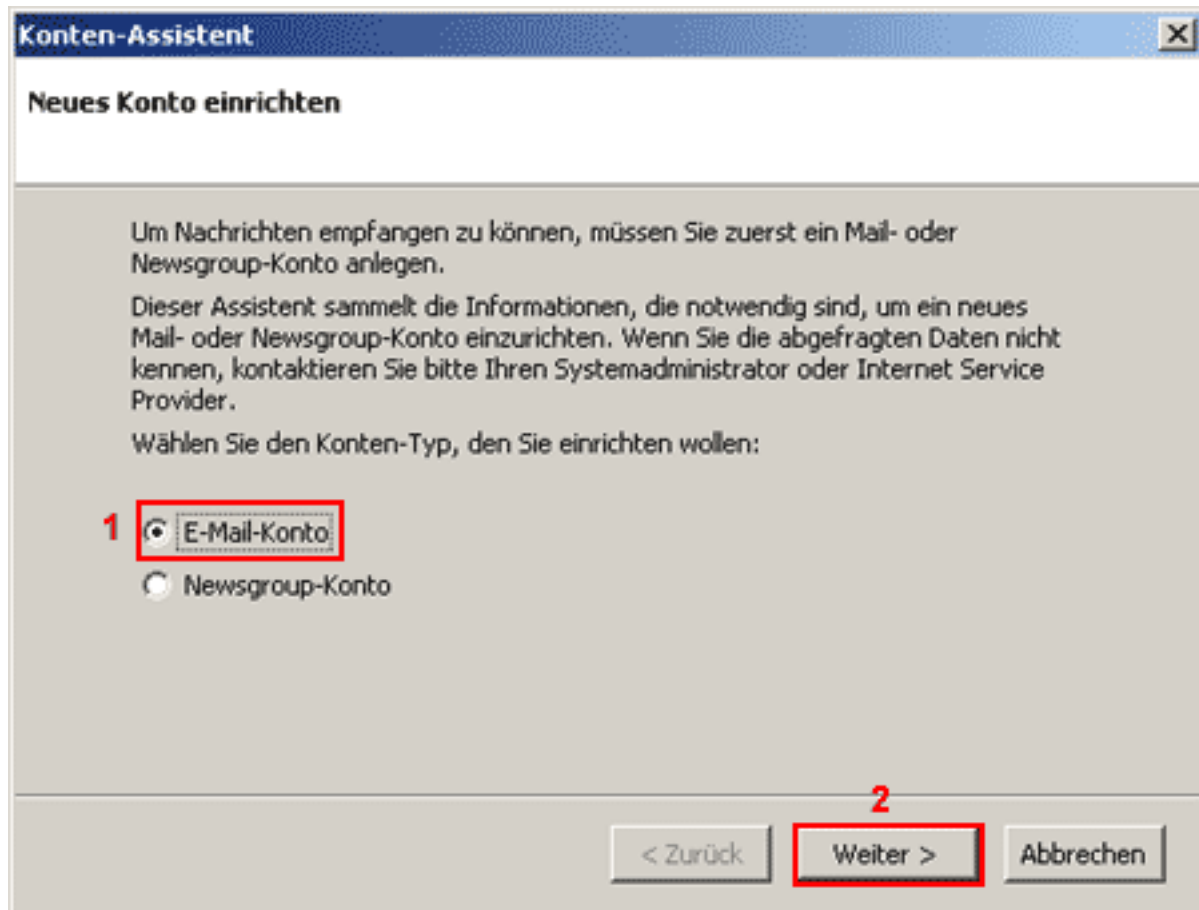 Konten-Assistent
Neues Konto einrichten
Um Nachrichten empfangen zu können, müssen Sie zuerst ein Mail- oder
Newsgroup-Konto anlegen.
Dieser Assistent sammelt die Informationen, die notwendig sind, um ein neues
Mail- oder Newsgroup-Konto einzurichten. Wenn Sie die abgefragten Daten nicht
kennen, kontaktieren Sie bitte Ihren Systemadministrator oder Internet Service
Provider.
Wählen Sie den Konten-Typ, den Sie einrichten wollen:
1 E-Mail-Konto
Newsgroup-Konto
2
< Zurück Weiter > Abbrechen